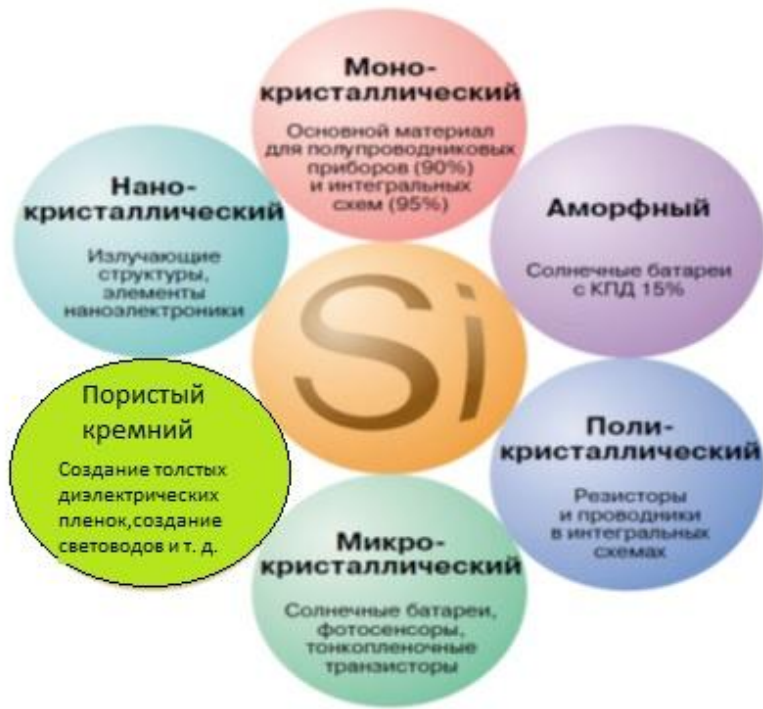 Моно-
кристаллический
Основной материал
для полупроводниковых
приборов (90%)
и интегральных
схем (95%)
Нано-
кристаллический
Излучающие
структуры,
элементы
наноэлектроники
Аморфный
Солнечные батареи
с КПД 15%
Si
Пористый
кремний
Создание толстых
диэлектрических
пленок,создание
световодов и т. д.
Поли-
кристаллический
Резисторы
и проводники
в интегральных
схемах
Микро-
кристаллический
Солнечные батареи,
фотосенсоры,
тонкопленочные
транзисторы